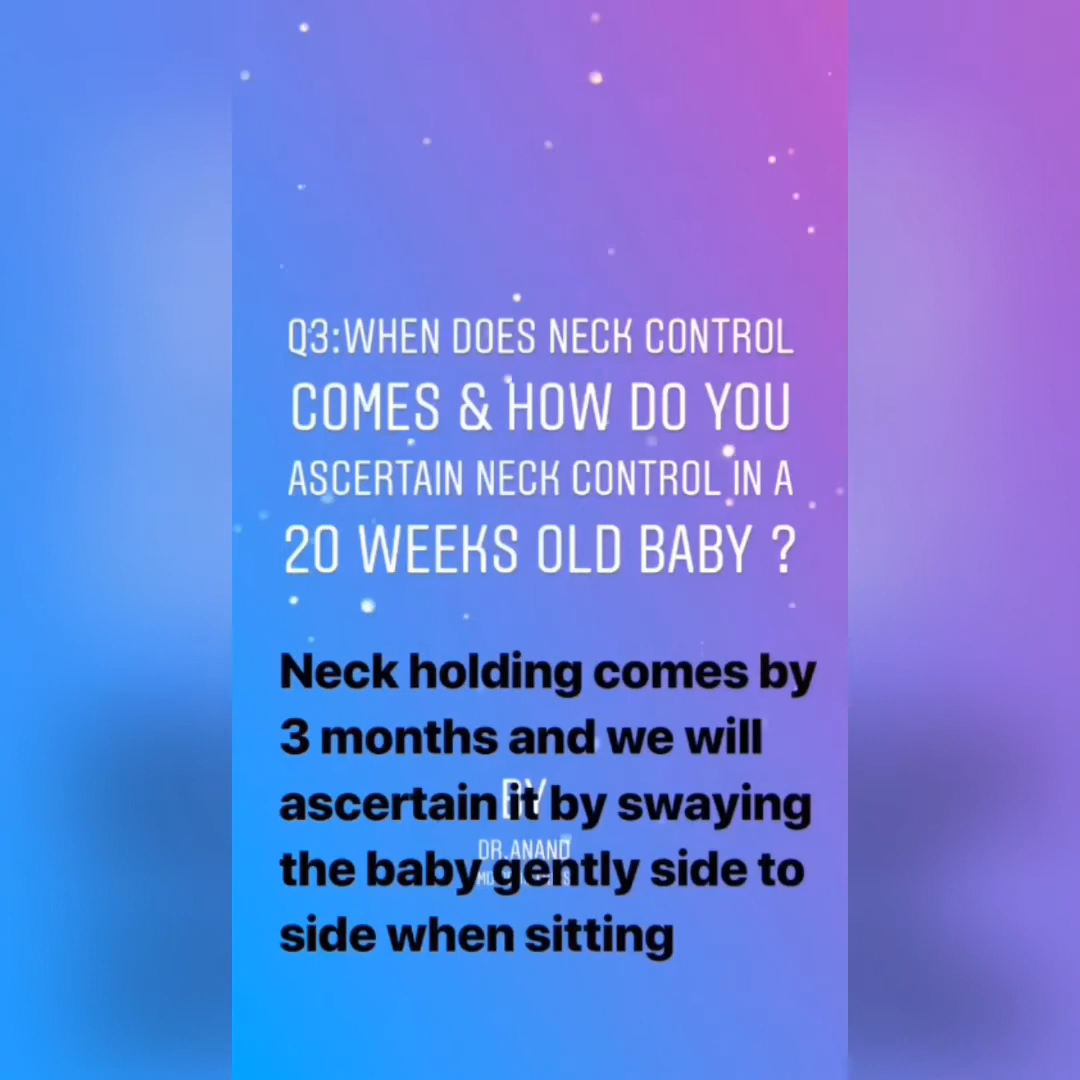 Q3:WHEN DOES NECK CONTROL
COMES & HOW DO YOU
ASCERTAIN NECK CONTROL IN A
20 WEEKS OLD BABY ?
Neck holding comes by
3 months and we will
BY
ascertain it by swaying
DR.ANAND
the baby gently side to
side when sitting